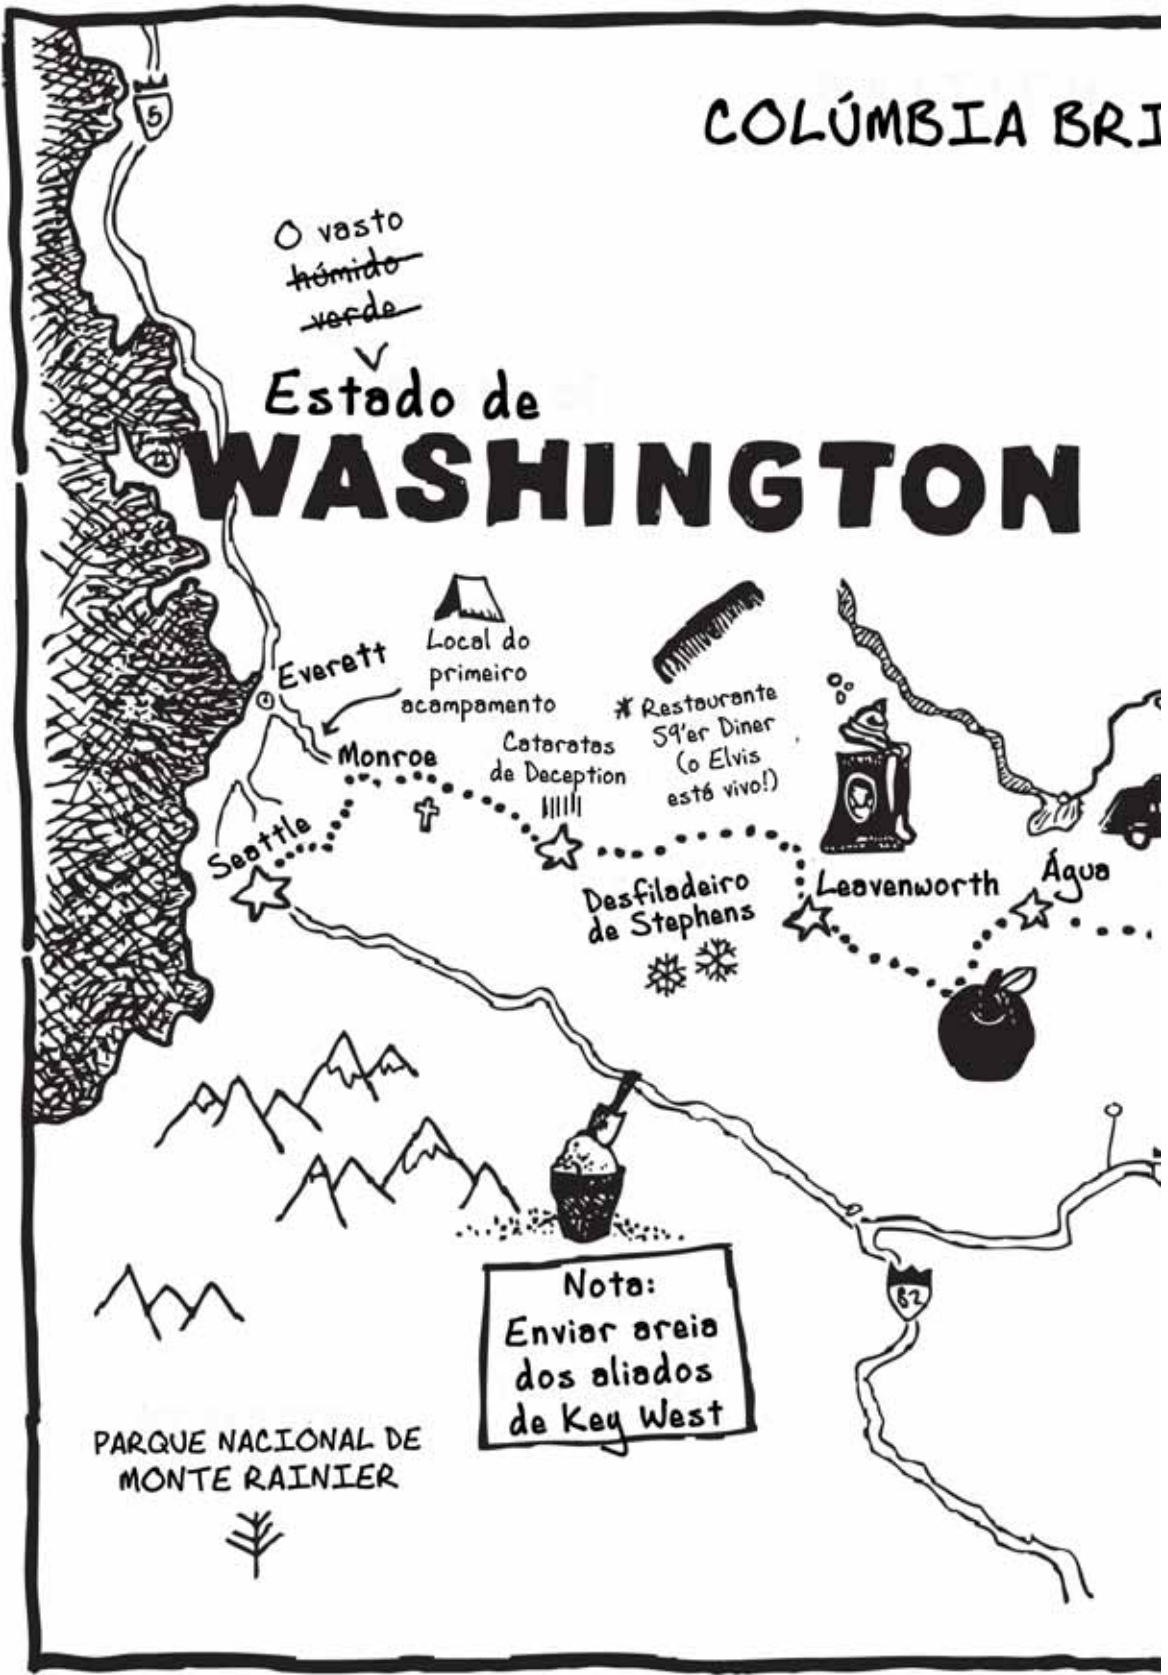 5
COLÚMBIA BRI
O vasto
húmido
verde
Estado de
WASHINGTON
12
Everett
Local do
primeiro
acampamento
Monroe
Cataratas
de Deception
* Restaurante
59'er Diner
(o Elvis
está vivo!)
Seattle
Desfiladeiro
de Stephens
Leavenworth
Água
82
Nota:
Enviar areia
dos aliados
de Key West
PARQUE NACIONAL DE
MONTE RAINIER